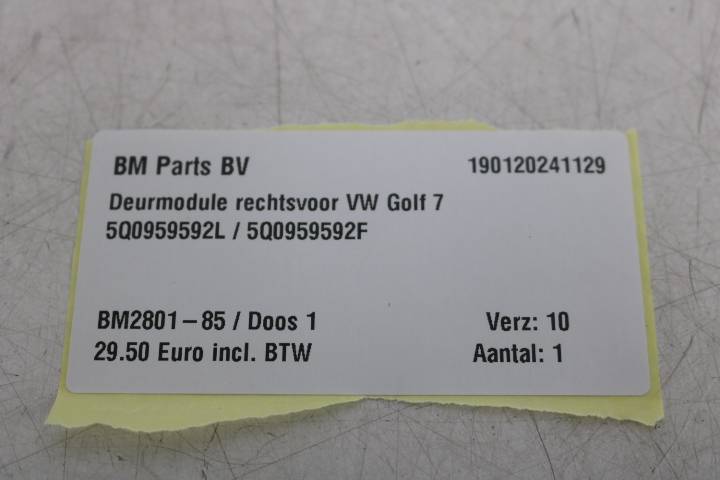 BM Parts BV 190120241129
Deurmodule rechtsvoor VW Golf 7
5Q0959592L / 5Q0959592F
BM2801-85 / Doos 1 Verz: 10
29.50 Euro incl. BTW Aantal: 1